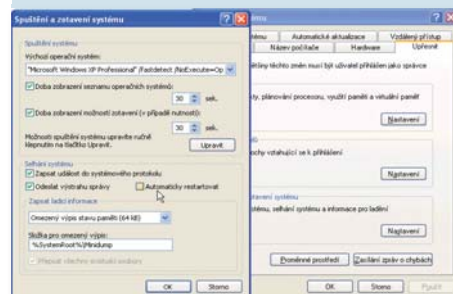 Spuštění a zotavení systému
Spuštění systému
Výchozí operační systém:
"Microsoft Windows XP Professional" /fastdetect /NoExecute=Op
Doba zobrazení seznamu operačních systémů:
30 sek.
Doba zobrazení možností zotavení (v případě nutnosti):
30 sek.
Možnosti spuštění systému upravte ručně
klepnutím na tlačítko Upravit.
Upravit
Selhání systému
Zapsat událost do systémového protokolu
Odeslat výstrahu správy
Automaticky restartovat
Zapsat ladicí informace
Omezený výpis stavu paměti (64 kB)
Složka pro omezený výpis:
%SystemRoot%\Minidump
Přepsat všechny existující soubory
OK
Storno
Automatické aktualizace
Vzdálený přístup
Název počítače
Hardware
Upřesnit
těchto změn musí být uživatel přihlášen jako správce
plánování procesoru, využití paměti a virtuální paměť
Nastavení
vztahující se k přihlášení
Nastavení
systému
selhání systému a informace pro ladění
Nastavení
Proměnné prostředí
Zasílání zpráv o chybách
OK
Storno
Použít